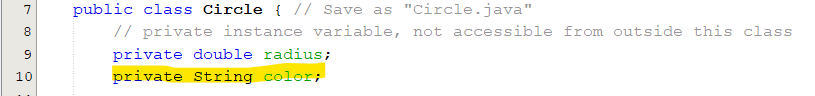 7 public class Circle { // Save as "Circle.java"
8 // private instance variable, not accessible from outside this class
9 private double radius;
10 private String color;